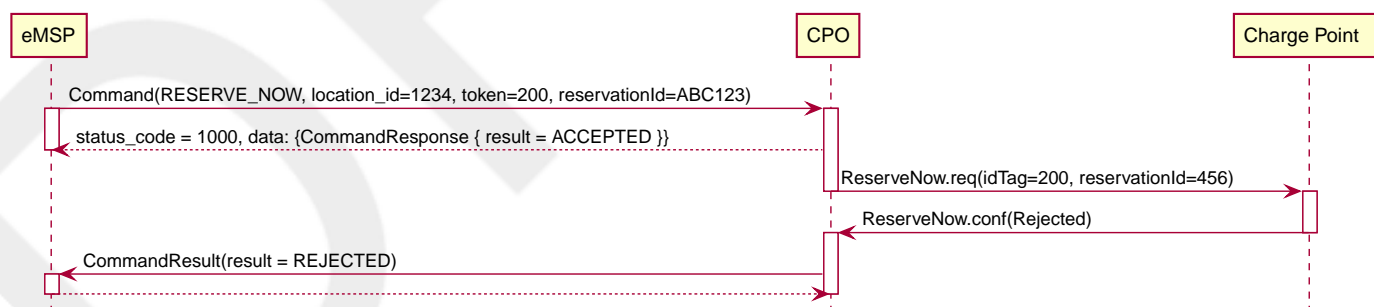 eMSP CPO Charge Point
Command(RESERVE_NOW, location_id=1234, token=200, reservationId=ABC123)
status_code = 1000, data: {CommandResponse { result = ACCEPTED }}
ReserveNow.req(idTag=200, reservationId=456)
ReserveNow.conf(Rejected)
CommandResult(result = REJECTED)